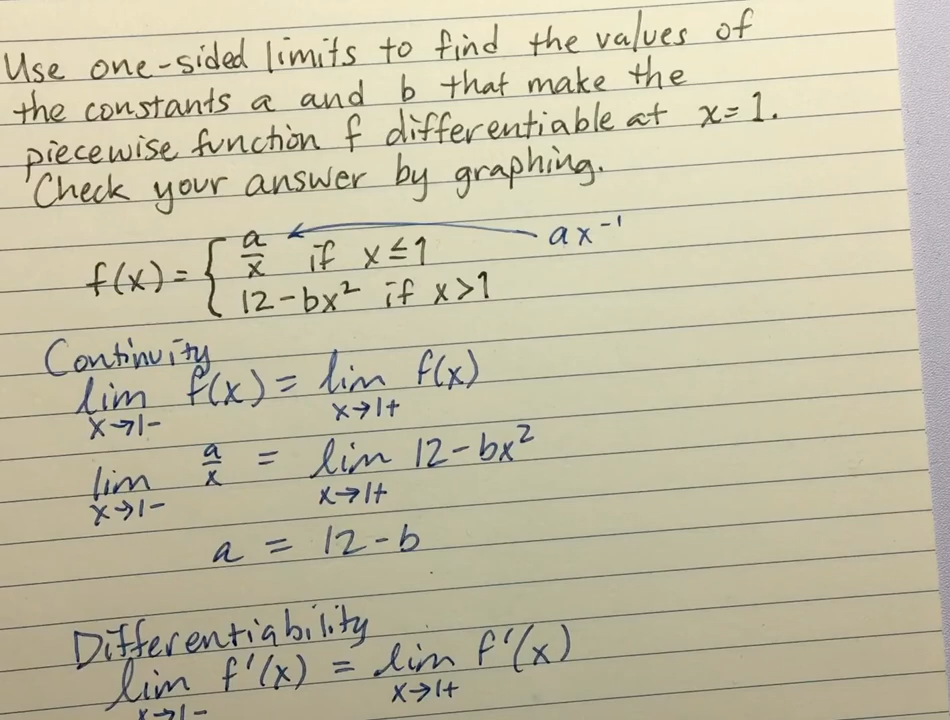 Use one-sided limits to find the values of
the constants a and b that make the
piecewise function f differentiable at x=1.
Check your answer by graphing.
f(x) = { a/x if x ≤ 1 ax⁻¹
12-bx² if x>1
Continuity
lim x→1- f(x) = lim x→1+ f(x)
lim x→1- a/x = lim x→1+ 12-bx²
a = 12-b
Differentiability
lim x→1- f'(x) = lim x→1+ f'(x)